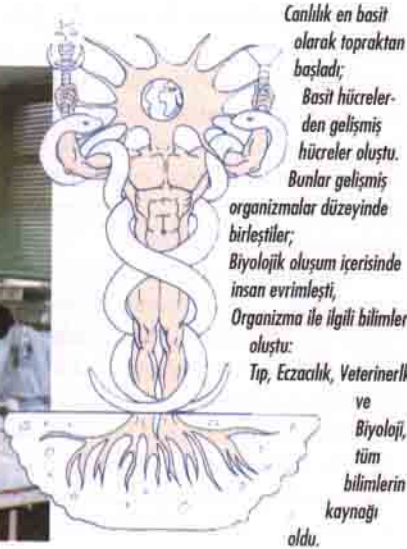 Canlılık en basit
olarak topraktan
başladı;
Basit hücreler-
den gelişmiş
hücreler oluştu.
Bunlar gelişmiş
organizmalar düzeyinde
birleştiler;
Biyolojik oluşum içerisinde
insan evrimleşti,
Organizma ile ilgili bilimler
oluştu:
Tıp, Eczacılık, Veterinerlk
ve
Biyoloji,
tüm
bilimlerin
kaynağı
oldu.